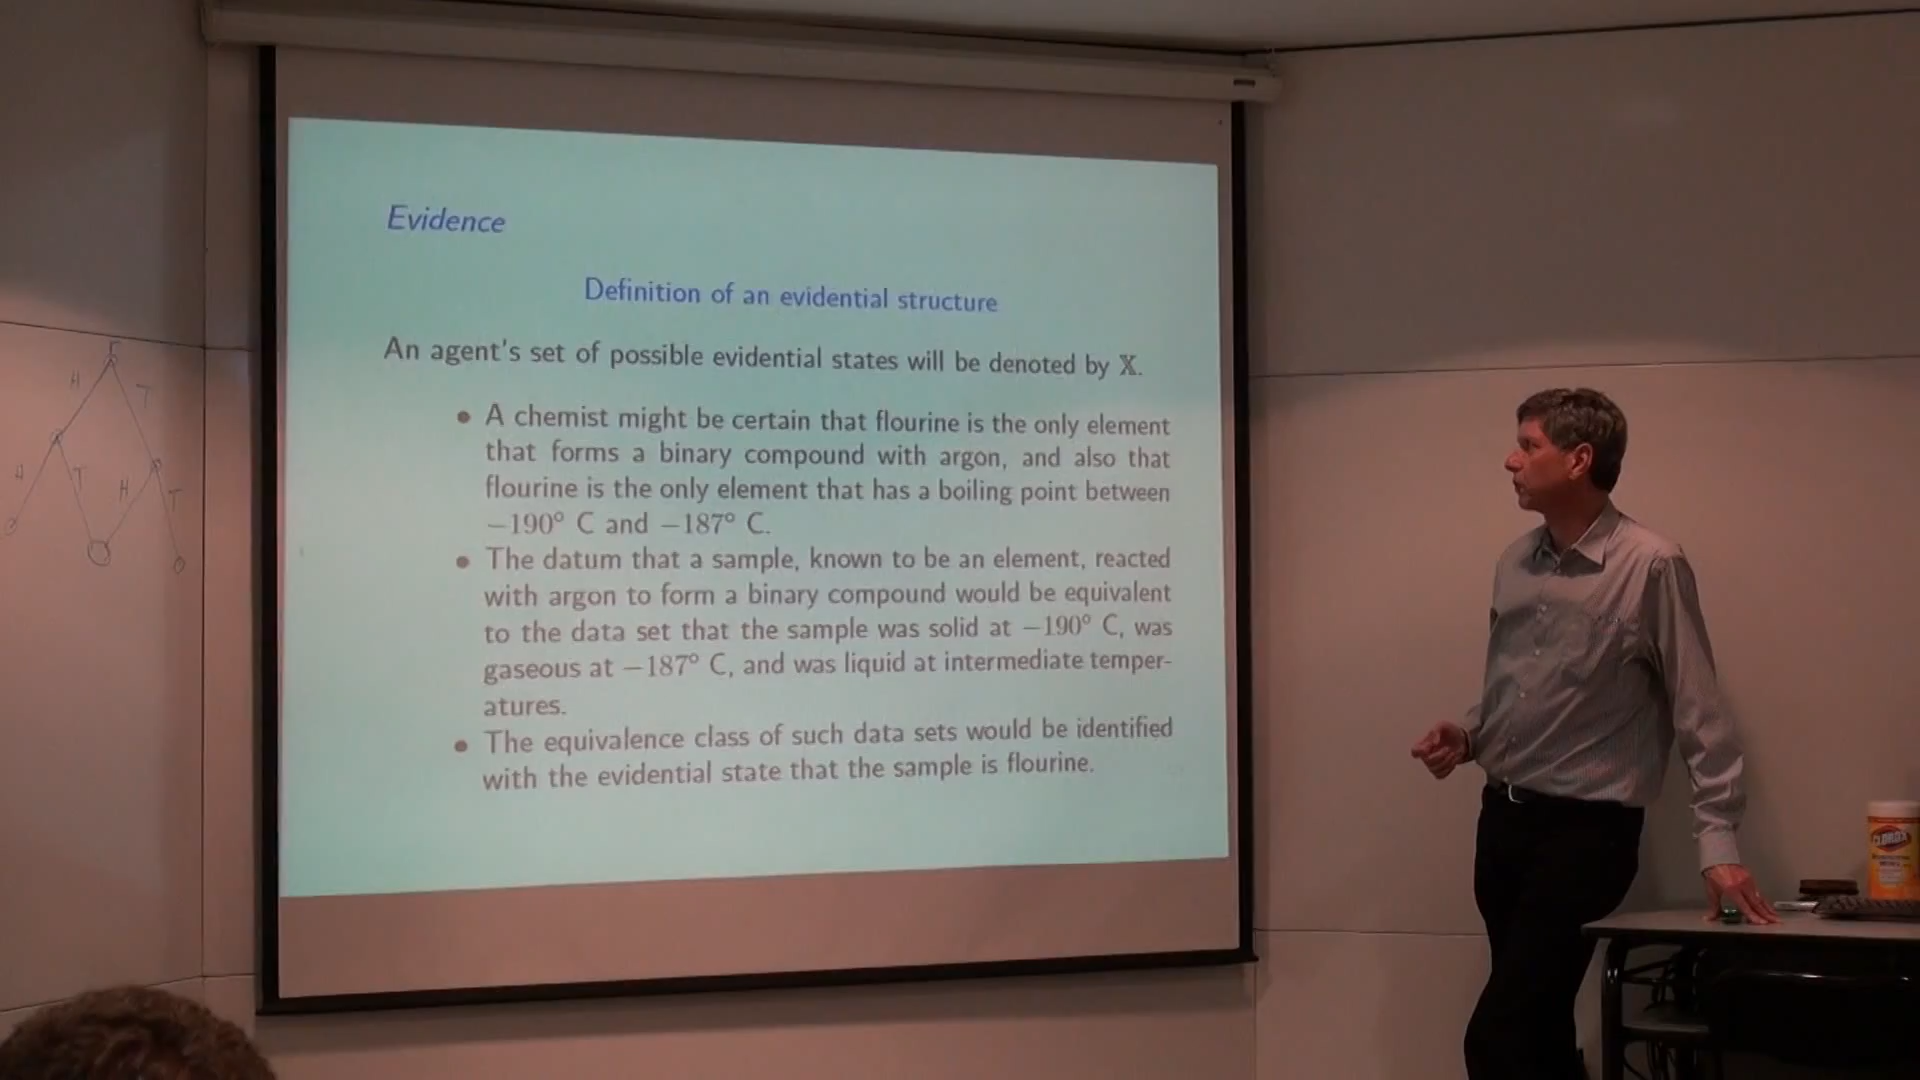 Evidence
Definition of an evidential structure
An agent's set of possible evidential states will be denoted by 𝕏.
• A chemist might be certain that flourine is the only element
that forms a binary compound with argon, and also that
flourine is the only element that has a boiling point between
−190° C and −187° C.
• The datum that a sample, known to be an element, reacted
with argon to form a binary compound would be equivalent
to the data set that the sample was solid at −190° C, was
gaseous at −187° C, and was liquid at intermediate temper-
atures.
• The equivalence class of such data sets would be identified
with the evidential state that the sample is flourine.
H
T
H
T
H
T
CLOROX